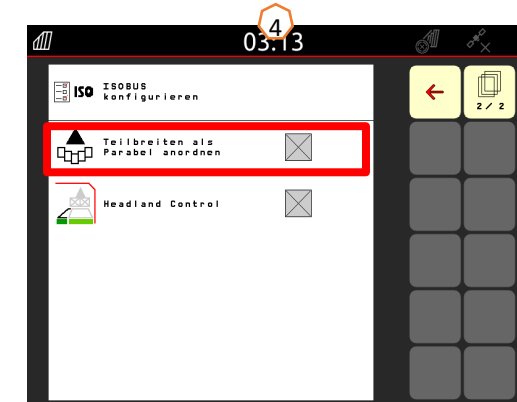 4
03:13
ISO ISOBUS
konfigurieren
2 / 2
Teilbreiten als
Parabel anordnen
Headland Control